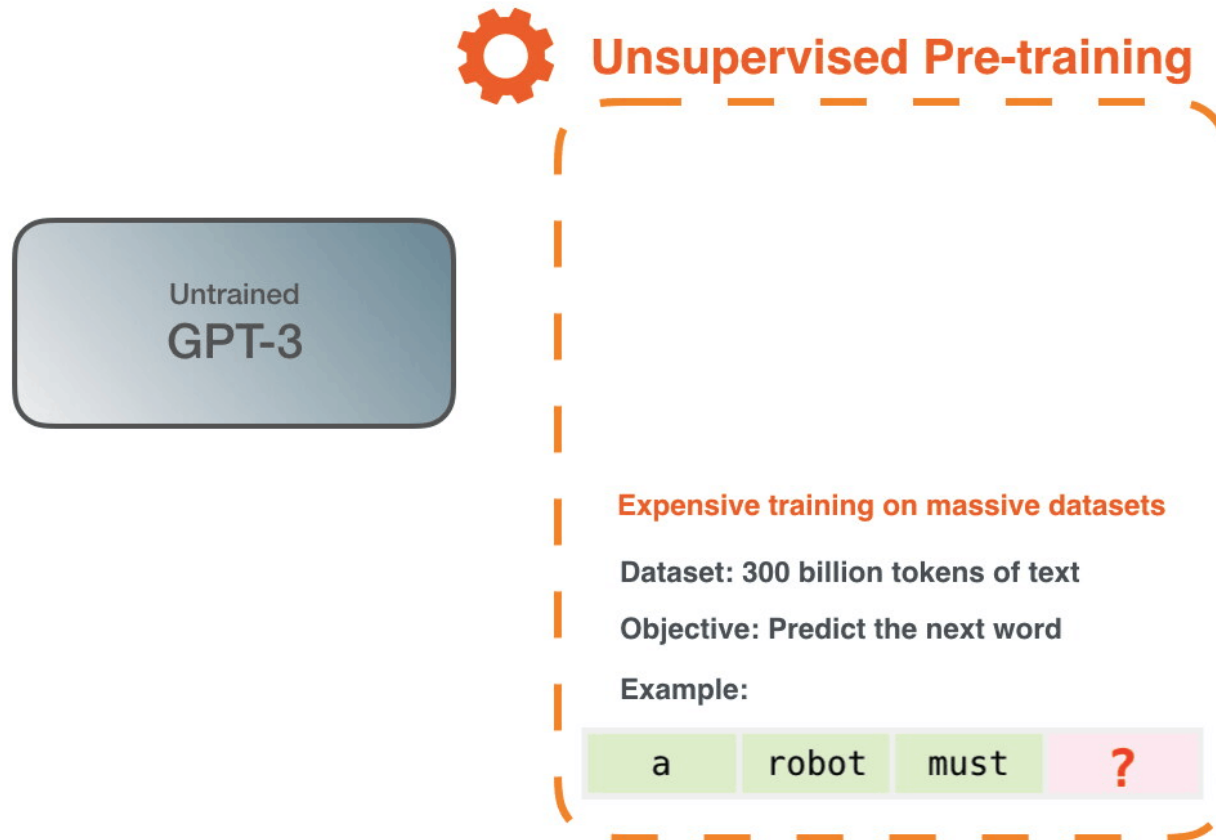 Unsupervised Pre-training
Untrained
GPT-3
Expensive training on massive datasets
Dataset: 300 billion tokens of text
Objective: Predict the next word
Example:
a robot must ?